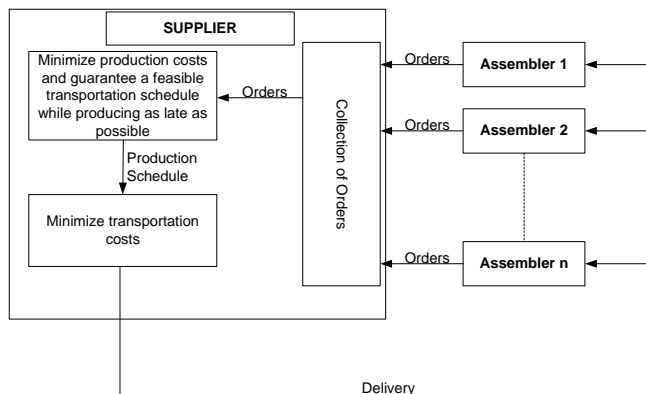 SUPPLIER
Minimize production costs
and guarantee a feasible
transportation schedule
while producing as late as
possible
Orders
Collection of Orders
Orders
Assembler 1
Orders
Assembler 2
Production
Schedule
Minimize transportation
costs
Orders
Assembler n
Delivery